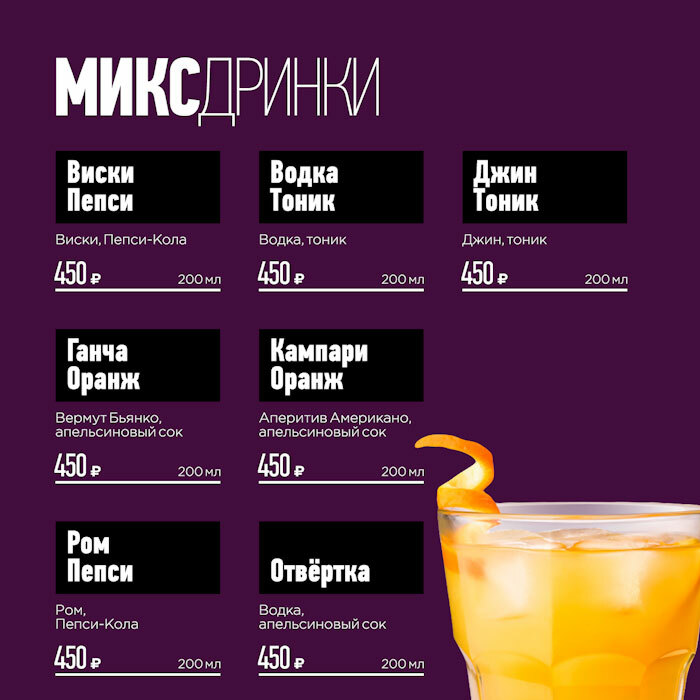 МИКСДРИНКИ
Виски
Пепси
Виски, Пепси-Кола
450 ₽ 200 мл
Водка
Тоник
Водка, тоник
450 ₽ 200 мл
Джин
Тоник
Джин, тоник
450 ₽ 200 мл
Ганча
Оранж
Вермут Бьянко,
апельсиновый сок
450 ₽ 200 мл
Кампари
Оранж
Аперитив Американо,
апельсиновый сок
450 ₽ 200 мл
Ром
Пепси
Ром,
Пепси-Кола
450 ₽ 200 мл
Отвёртка
Водка,
апельсиновый сок
450 ₽ 200 мл